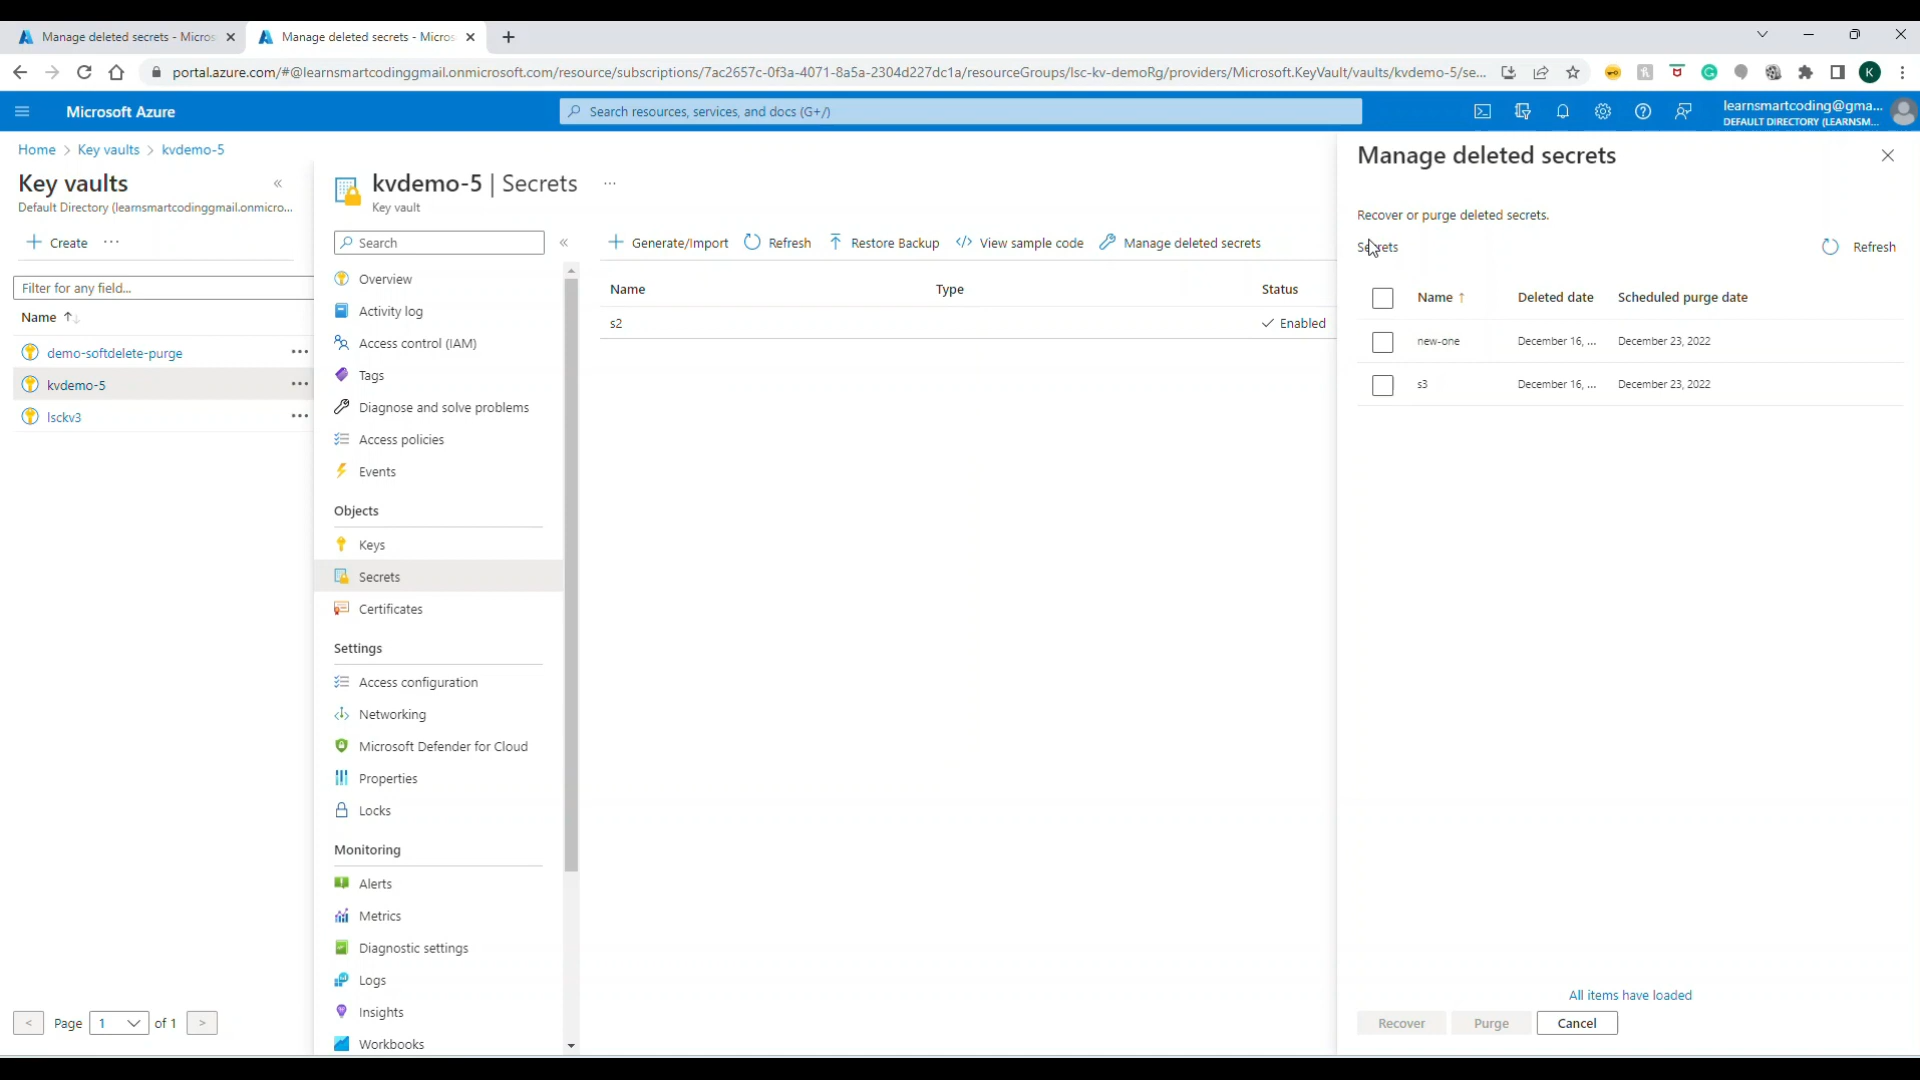 Manage deleted secrets - Micros
Manage deleted secrets - Micros
portal.azure.com/#@learnsmartcodinggmail.onmicrosoft.com/resource/subscriptions/7ac2657c-0f3a-4071-8a5a-2304d227dc1a/resourceGroups/lsc-kv-demoRg/providers/Microsoft.KeyVault/vaults/kvdemo-5/se...
K
Microsoft Azure
Search resources, services, and docs (G+/)
learnsmartcoding@gma...
DEFAULT DIRECTORY (LEARNSM...
Home > Key vaults > kvdemo-5
Key vaults
Default Directory (learnsmartcodinggmail.onmicro...
Create
Filter for any field...
Name
demo-softdelete-purge
kvdemo-5
lsckv3
< Page 1 of 1 >
kvdemo-5 | Secrets
Key vault
Search
Overview
Activity log
Access control (IAM)
Tags
Diagnose and solve problems
Access policies
Events
Objects
Keys
Secrets
Certificates
Settings
Access configuration
Networking
Microsoft Defender for Cloud
Properties
Locks
Monitoring
Alerts
Metrics
Diagnostic settings
Logs
Insights
Workbooks
Generate/Import Refresh Restore Backup View sample code Manage deleted secrets
Name Type Status
s2 Enabled
Manage deleted secrets
Recover or purge deleted secrets.
Secrets Refresh
Name Deleted date Scheduled purge date
new-one December 16, ... December 23, 2022
s3 December 16, ... December 23, 2022
All items have loaded
Recover Purge Cancel